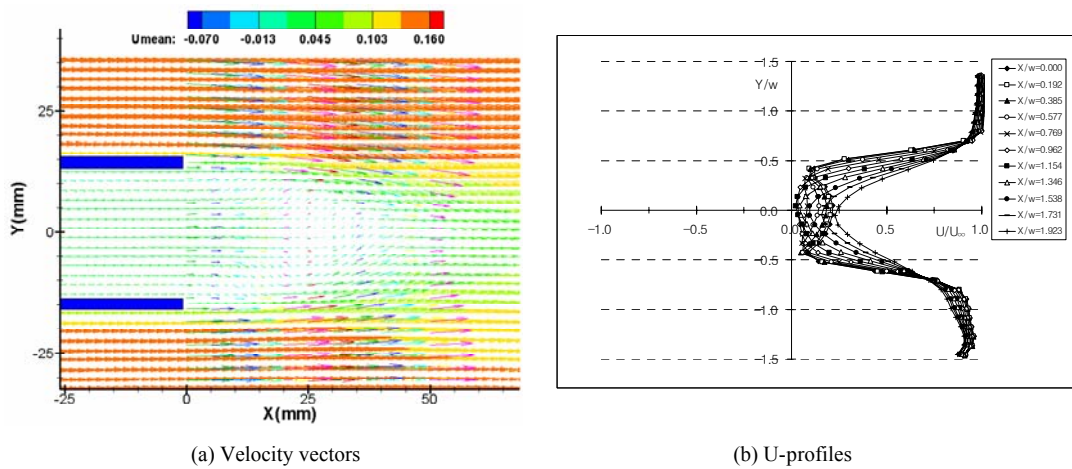 Umean: -0.070 -0.013 0.045 0.103 0.160
Y(mm)
25
0
-25
-25 0 25 50
X(mm)
(a) Velocity vectors
Y/w
-1.5
-1.0
-0.5
0.0
-0.5
-1.0
-1.5
-1.0 -0.5 0.0 0.5 1.0
U/U∞
X/w=0.000
X/w=0.192
X/w=0.385
X/w=0.577
X/w=0.769
X/w=0.962
X/w=1.154
X/w=1.346
X/w=1.538
X/w=1.731
X/w=1.923
(b) U-profiles